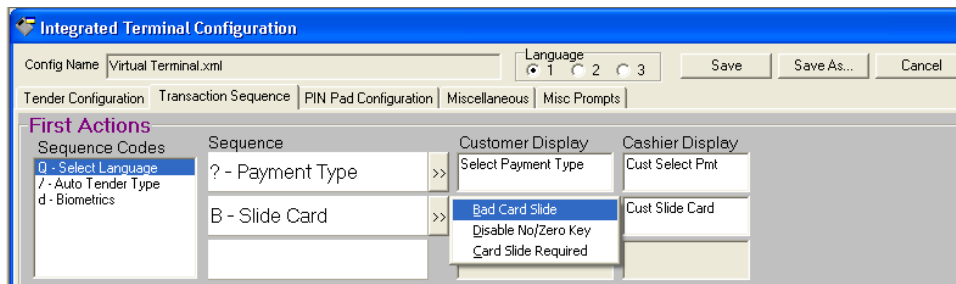 Integrated Terminal Configuration
Config Name Virtual Terminal.xml Language 1 2 3 Save Save As... Cancel
Tender Configuration Transaction Sequence PIN Pad Configuration Miscellaneous Misc Prompts
First Actions
Sequence Codes Sequence Customer Display Cashier Display
Q - Select Language ? - Payment Type >> Select Payment Type Cust Select Pmt
/ - Auto Tender Type
d - Biometrics
B - Slide Card >> Bad Card Slide Cust Slide Card
Disable No/Zero Key
Card Slide Required